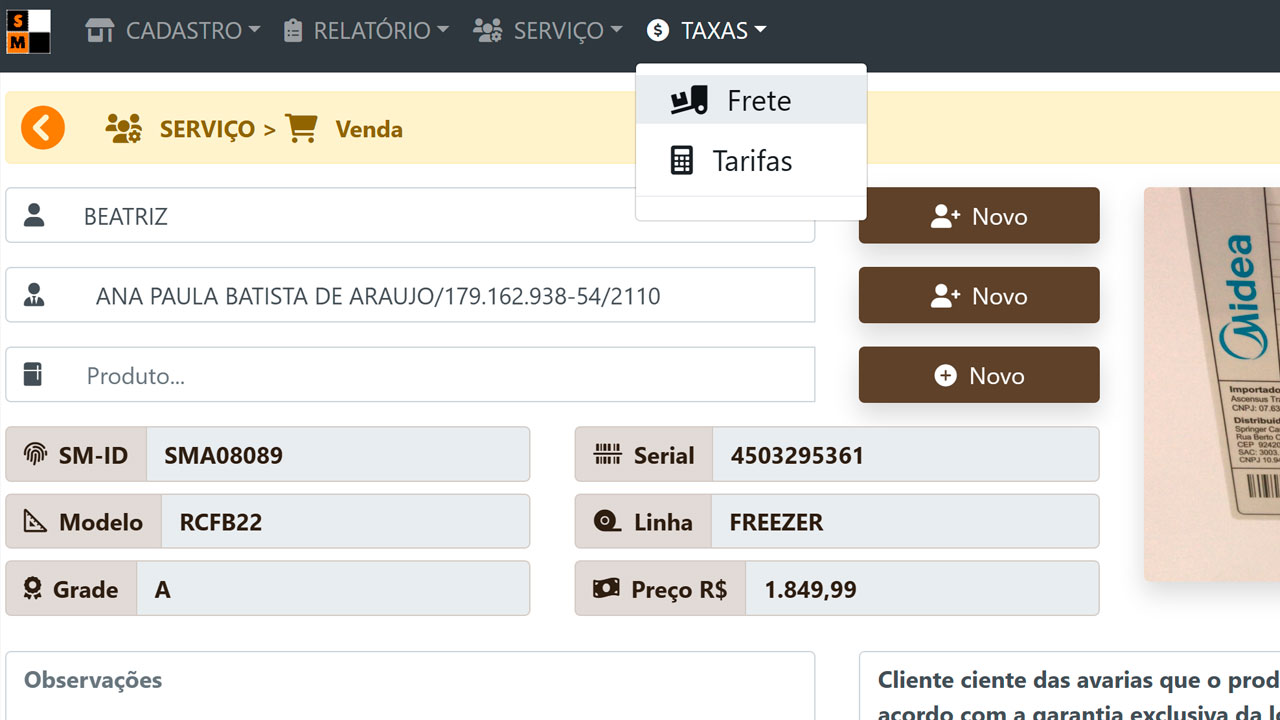 S
M
CADASTRO RELATÓRIO SERVIÇO TAXAS
Frete
Tarifas
SERVIÇO > Venda
BEATRIZ
Novo
ANA PAULA BATISTA DE ARAUJO/179.162.938-54/2110
Novo
Produto...
Novo
SM-ID SMA08089
Serial 4503295361
Modelo RCFB22
Linha FREEZER
Grade A
Preço R$ 1.849,99
Midea
Importado
Ascensus Tra
CNPJ: 07.63
Distribuid
Springer Ca
Rua Berto C
CEP 92420
SAC: 3003.
CNPJ 10.94
Observações
Cliente ciente das avarias que o prod
acordo com a garantia exclusiva da l